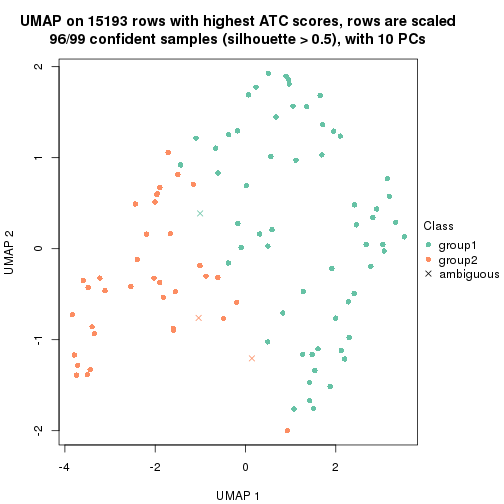 UMAP on 15193 rows with highest ATC scores, rows are scaled
96/99 confident samples (silhouette > 0.5), with 10 PCs
2
1
0
-1
-2
UMAP 2
-4
-2
0
2
UMAP 1
Class
group1
group2
ambiguous